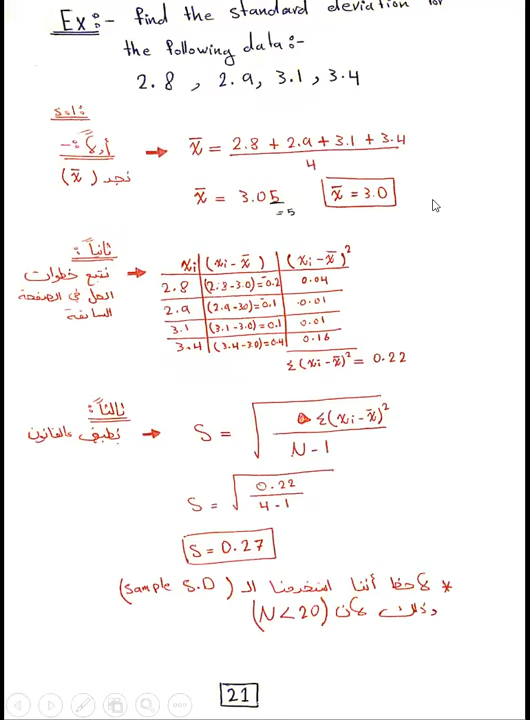 Ex:- find the standard deviation for
the following data:-
2.8 , 2.9, 3.1, 3.4
Sol:
أولاً:-
نجد (x̄)
→ x̄ = (2.8 + 2.9 + 3.1 + 3.4) / 4
x̄ = 3.05
= 5
x̄ = 3.0
ثانياً:
نتبع خطوات
الحل في الصفحة
السابقة
xi | (xi - x̄) | (xi - x̄)²
2.8 | (2.8-3.0)=-0.2 | 0.04
2.9 | (2.9-3.0)=-0.1 | 0.01
3.1 | (3.1-3.0)=0.1 | 0.01
3.4 | (3.4-3.0)=0.4 | 0.16
Σ(xi - x̄)² = 0.22
ثالثاً:
نطبق القانون → S = √(Σ(xi - x̄)² / N - 1)
S = √(0.22 / 4 - 1)
S = 0.27
* لاحظ أننا استخرجنا الـ (Sample S.D)
وذلك لأن (N < 20)
21